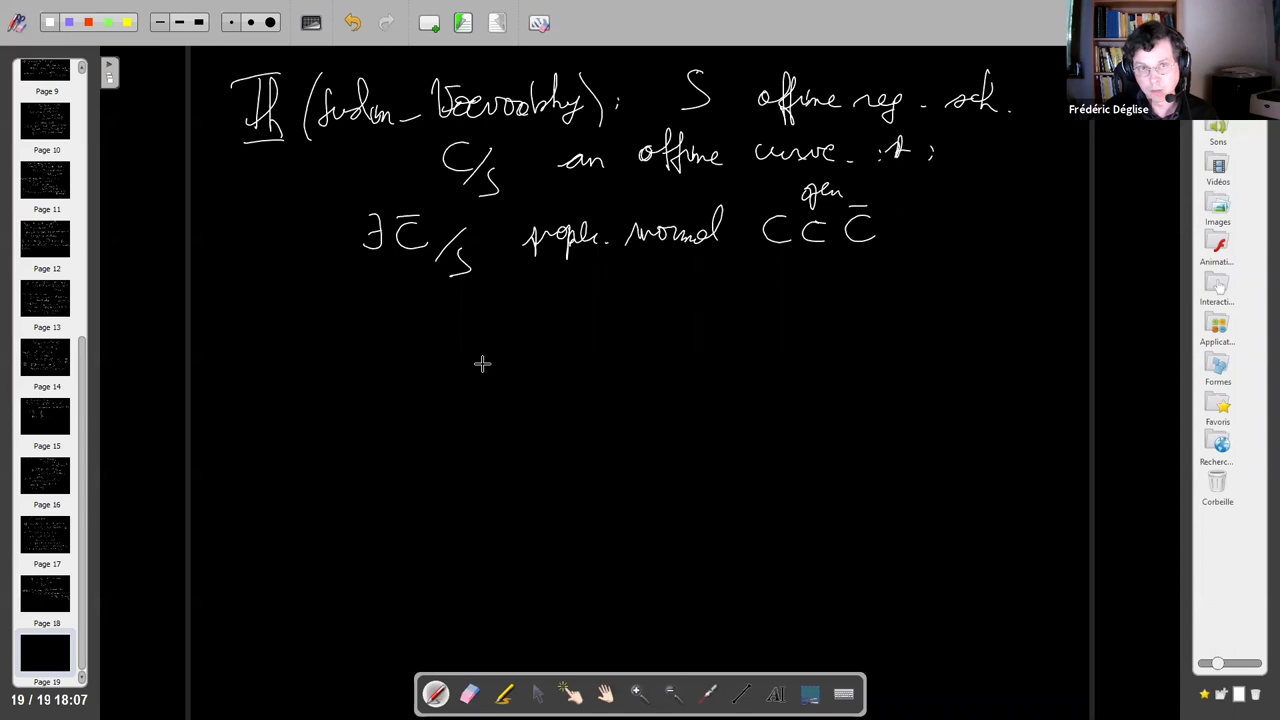 Frédéric Déglise
Th (Suslin - Voevodsky): S affine reg. sch.
C/S an affine curve. st;
∃ C̄/S proper. normal C ⊂ C̄
open
Page 9
Page 10
Page 11
Page 12
Page 13
Page 14
Page 15
Page 16
Page 17
Page 18
Page 19
19 / 19 18:07
Sons
Vidéos
Images
Animati...
Interacti...
Applicat...
Formes
Favoris
Recherc...
Corbeille